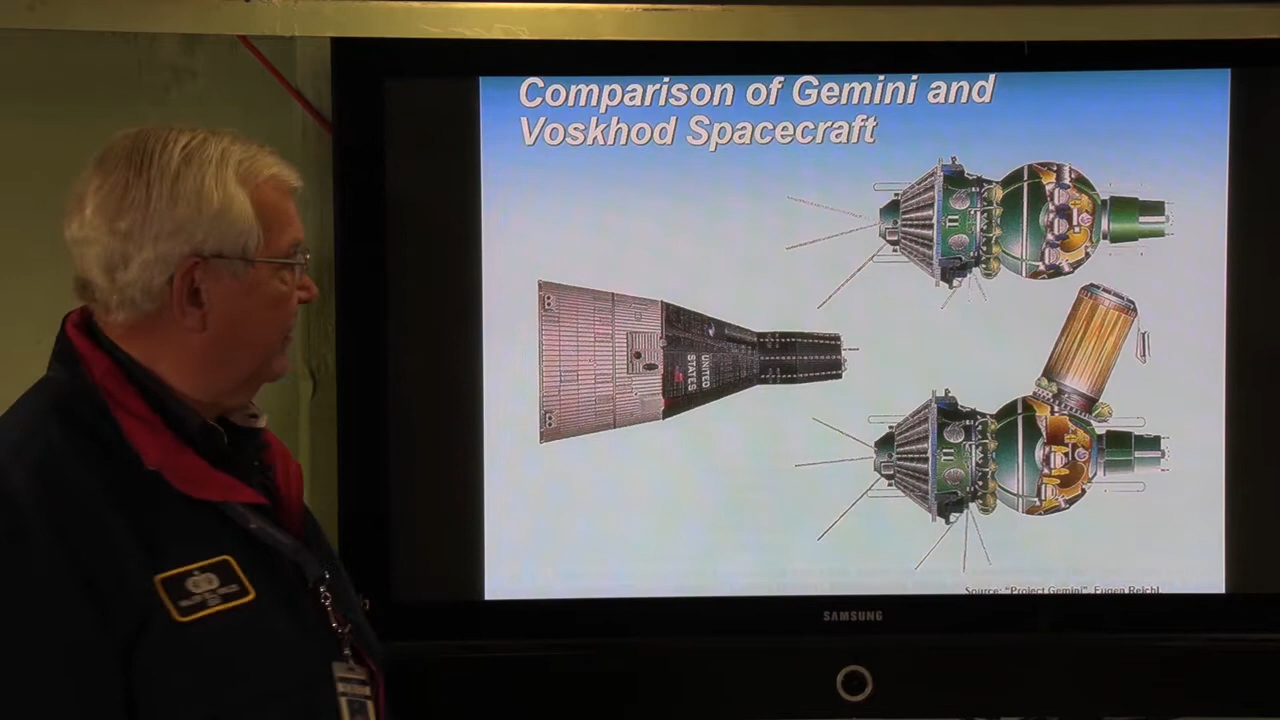 Comparison of Gemini and
Voskhod Spacecraft
UNITED
STATES
Source: "Project Gemini", Eugen Reichl.
SAMSUNG